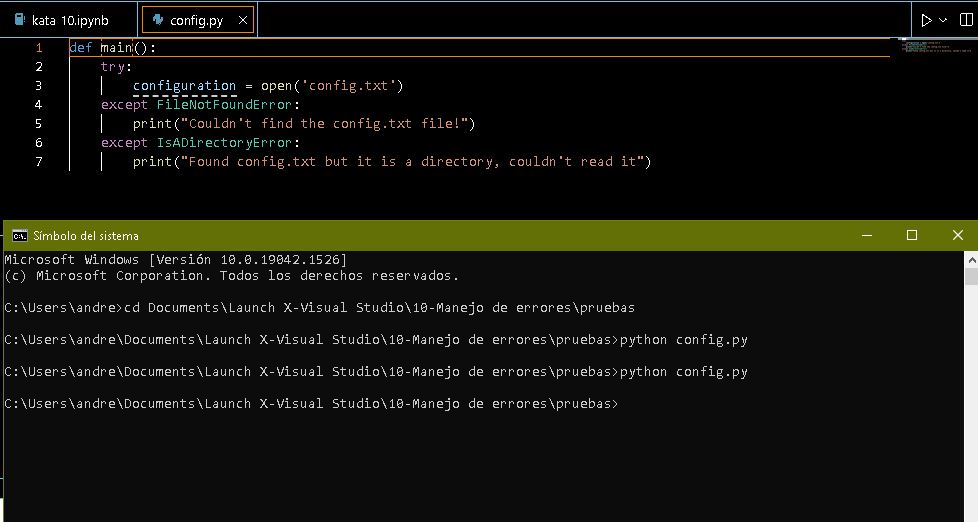 kata 10.ipynb
config.py
1 def main():
2 try:
3 configuration = open('config.txt')
4 except FileNotFoundError:
5 print("Couldn't find the config.txt file!")
6 except IsADirectoryError:
7 print("Found config.txt but it is a directory, couldn't read it")
Símbolo del sistema
Microsoft Windows [Versión 10.0.19042.1526]
(c) Microsoft Corporation. Todos los derechos reservados.
C:\Users\andre>cd Documents\Launch X-Visual Studio\10-Manejo de errores\pruebas
C:\Users\andre\Documents\Launch X-Visual Studio\10-Manejo de errores\pruebas>python config.py
C:\Users\andre\Documents\Launch X-Visual Studio\10-Manejo de errores\pruebas>python config.py
C:\Users\andre\Documents\Launch X-Visual Studio\10-Manejo de errores\pruebas>